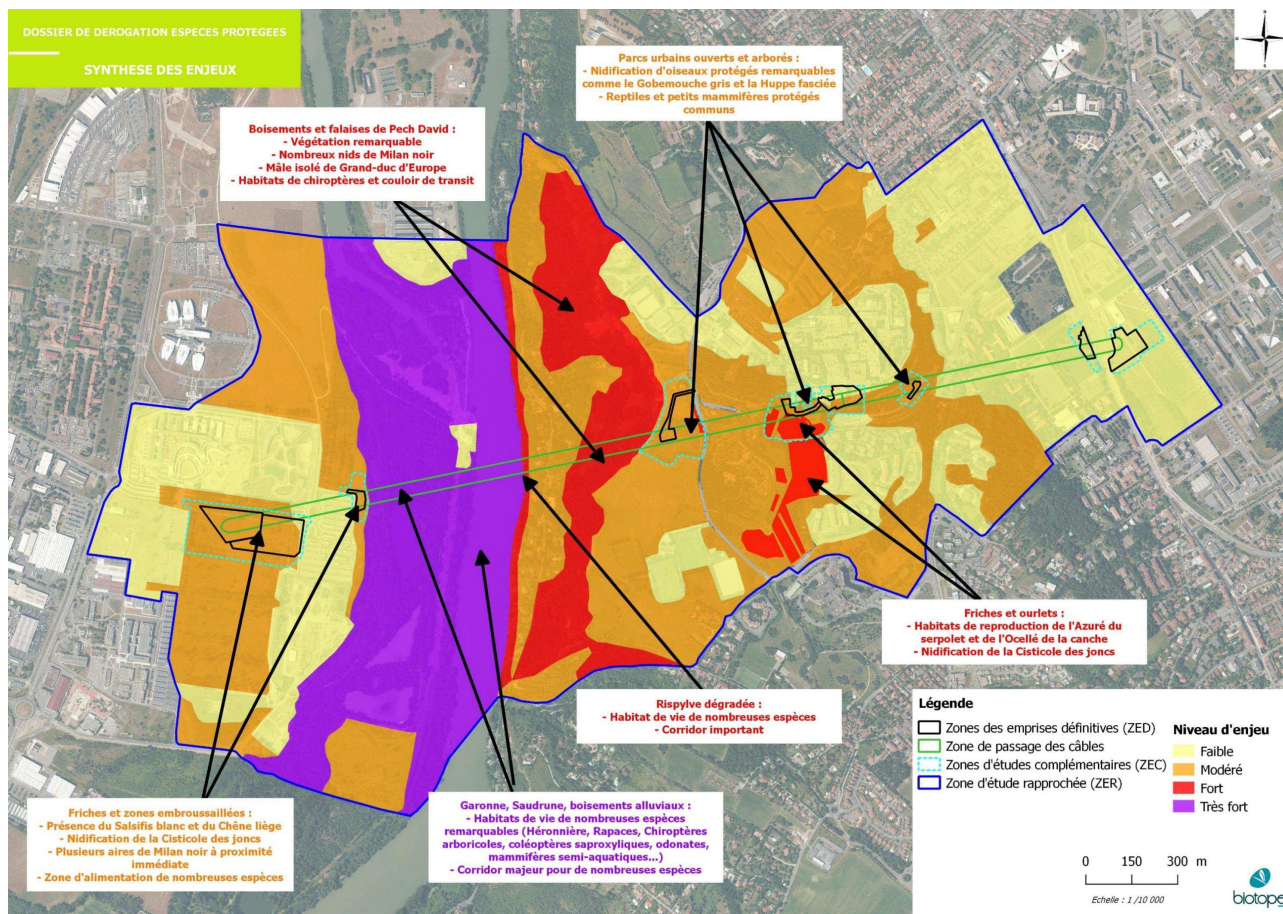 DOSSIER DE DEROGATION ESPECES PROTEGEES
SYNTHESE DES ENJEUX
Parcs urbains ouverts et arborés :
- Nidification d'oiseaux protégés remarquables
comme le Gobemouche gris et la Huppe fasciée
- Reptiles et petits mammifères protégés
communs
Boisements et falaises de Pech David :
- Végétation remarquable
- Nombreux nids de Milan noir
- Mâle isolé de Grand-duc d'Europe
- Habitats de chiroptères et couloir de transit
Friches et ourlets :
- Habitats de reproduction de l'Azuré du
serpolet et de l'Ocellé de la canche
- Nidification de la Cisticole des joncs
Rispylve dégradée :
- Habitat de vie de nombreuses espèces
- Corridor important
Friches et zones embroussaillées :
- Présence du Salsifis blanc et du Chêne liège
- Nidification de la Cisticole des joncs
- Plusieurs aires de Milan noir à proximité
immédiate
- Zone d'alimentation de nombreuses espèces
Garonne, Saudrune, boisements alluviaux :
- Habitats de vie de nombreuses espèces
remarquables (Héronnière, Rapaces, Chiroptères
arboricoles, coléoptères saproxyliques, odonates,
mammifères semi-aquatiques...)
- Corridor majeur pour de nombreuses espèces
Légende
Zones des emprises définitives (ZED)
Zone de passage des câbles
Zones d'études complémentaires (ZEC)
Zone d'étude rapprochée (ZER)
Niveau d'enjeu
Faible
Modéré
Fort
Très fort
0 150 300 m
Echelle : 1 /10 000
biotope